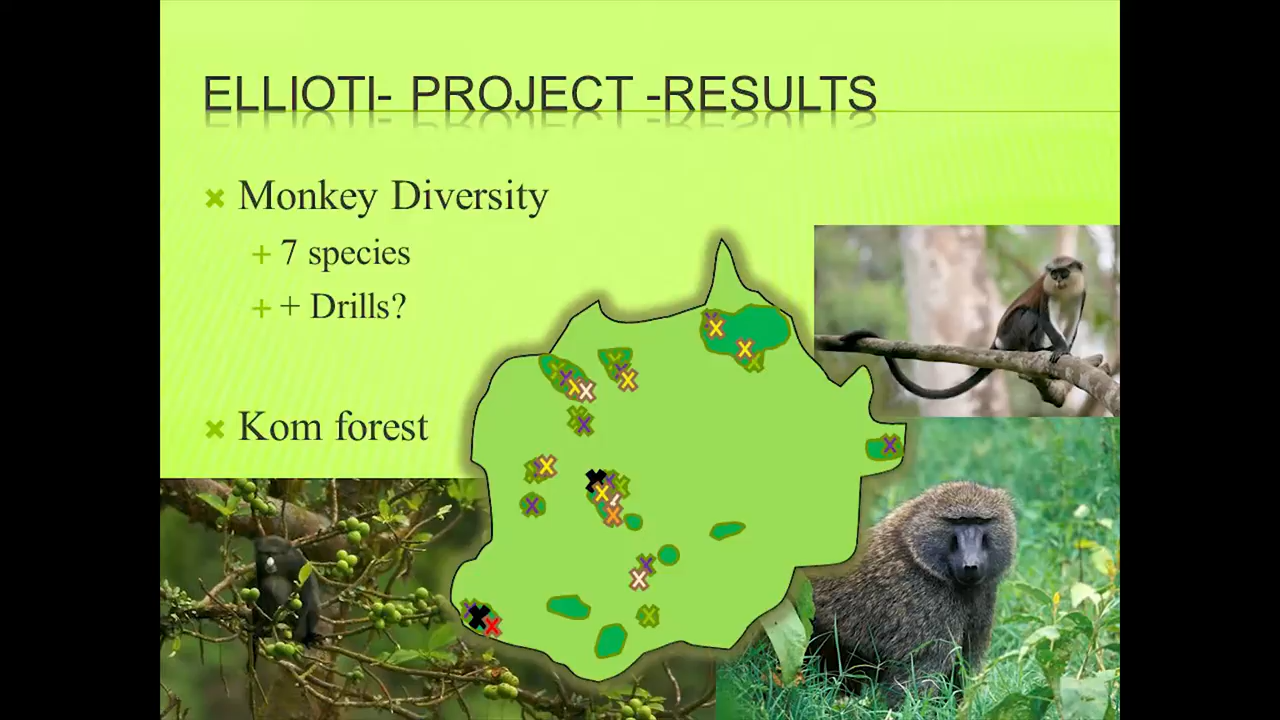 ELLIOTI- PROJECT -RESULTS
Monkey Diversity
+ 7 species
+ + Drills?
Kom forest